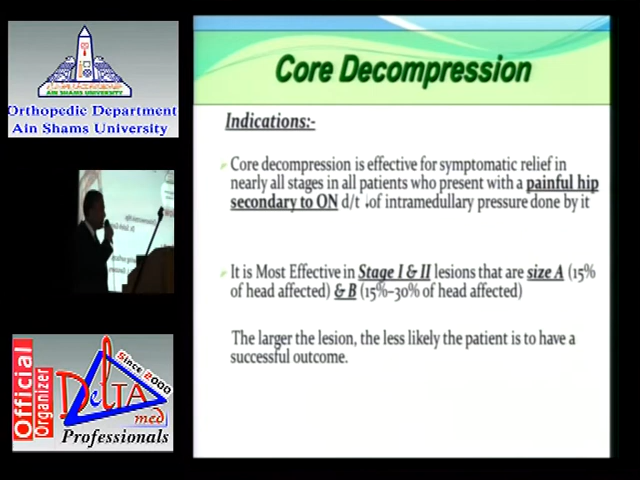 AIN SHAMS UNIVERSITY
Orthopedic Department
Ain Shams University
Official
Organizer
Since 2000
Delta
med
Professionals
Core Decompression
Indications:-
Core decompression is effective for symptomatic relief in
nearly all stages in all patients who present with a painful hip
secondary to ON d/t ↓of intramedullary pressure done by it
It is Most Effective in Stage I & II lesions that are size A (15%
of head affected) & B (15%–30% of head affected)
The larger the lesion, the less likely the patient is to have a
successful outcome.